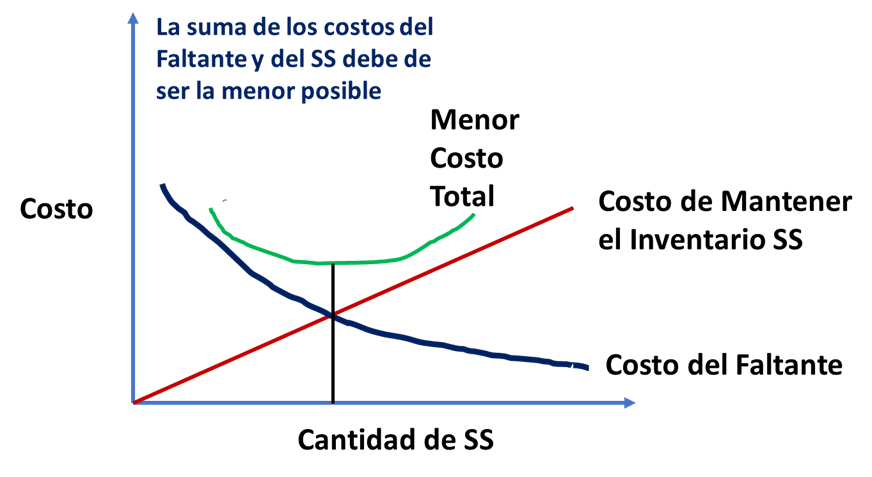 La suma de los costos del
Faltante y del SS debe de
ser la menor posible
Menor
Costo
Total
Costo
Costo de Mantener
el Inventario SS
Costo del Faltante
Cantidad de SS